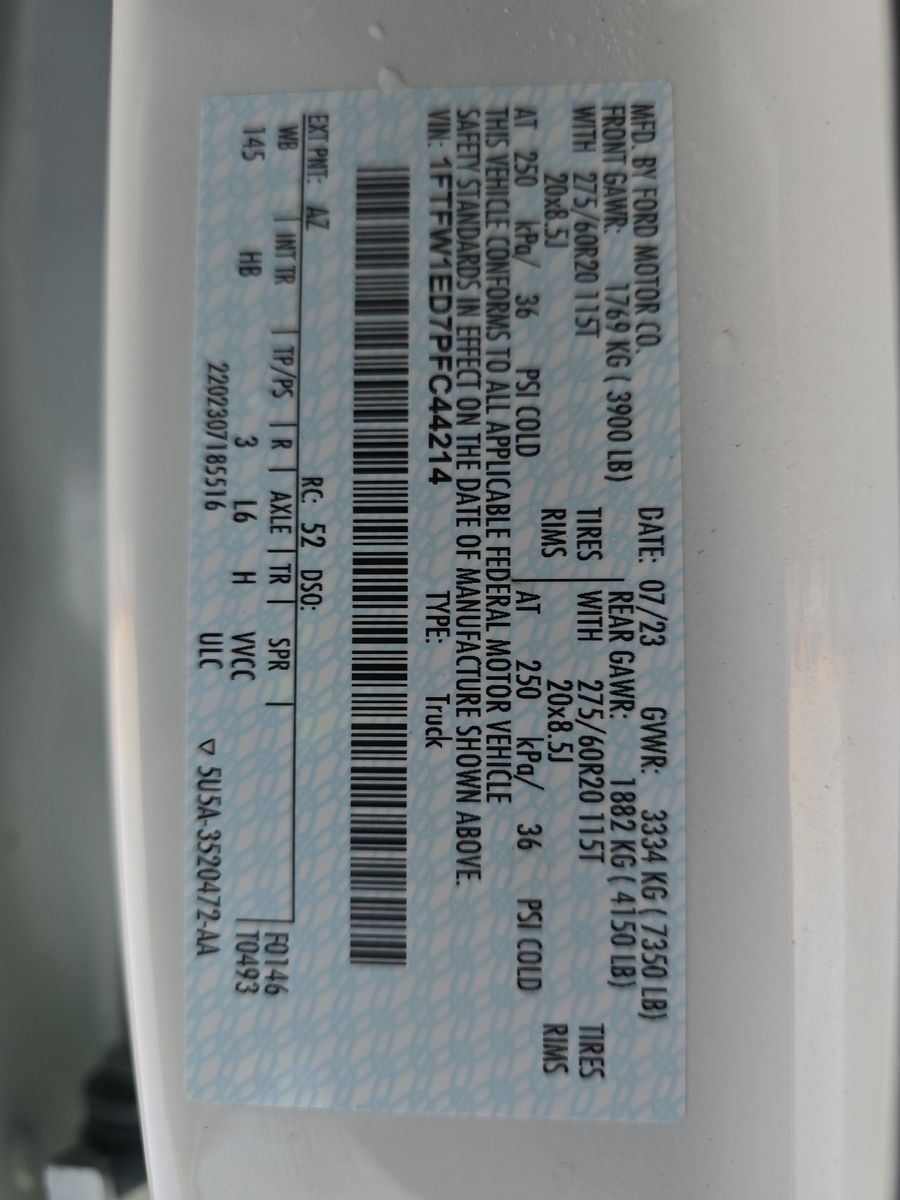 MFD. BY FORD MOTOR CO. DATE: 07/23 GVWR: 3334 KG ( 7350 LB)
FRONT GAWR: 1769 KG ( 3900 LB) REAR GAWR: 1882 KG ( 4150 LB)
WITH 275/60R20 115T TIRES WITH 275/60R20 115T TIRES
20x8.5J RIMS 20x8.5J RIMS
AT 250 kPa/ 36 PSI COLD AT 250 kPa/ 36 PSI COLD
THIS VEHICLE CONFORMS TO ALL APPLICABLE FEDERAL MOTOR VEHICLE
SAFETY STANDARDS IN EFFECT ON THE DATE OF MANUFACTURE SHOWN ABOVE.
VIN: 1FTFW1ED7PFC44214 TYPE: Truck
EXT PNT: AZ RC: 52 DSO:
WB INT TR TP/PS R AXLE TR SPR F0146
145 HB 3 L6 H VVCC T0493
2202307185516 ULC ▽ 5U5A-3520472-AA